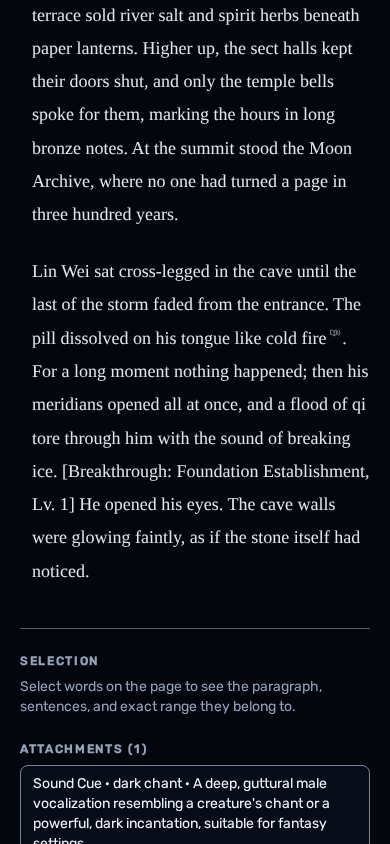 terrace sold river salt and spirit herbs beneath
paper lanterns. Higher up, the sect halls kept
their doors shut, and only the temple bells
spoke for them, marking the hours in long
bronze notes. At the summit stood the Moon
Archive, where no one had turned a page in
three hundred years.
Lin Wei sat cross-legged in the cave until the
last of the storm faded from the entrance. The
pill dissolved on his tongue like cold fire .
For a long moment nothing happened; then his
meridians opened all at once, and a flood of qi
tore through him with the sound of breaking
ice. [Breakthrough: Foundation Establishment,
Lv. 1] He opened his eyes. The cave walls
were glowing faintly, as if the stone itself had
noticed.
SELECTION
Select words on the page to see the paragraph,
sentences, and exact range they belong to.
ATTACHMENTS (1)
Sound Cue • dark chant • A deep, guttural male
vocalization resembling a creature's chant or a
powerful, dark incantation, suitable for fantasy
settings.